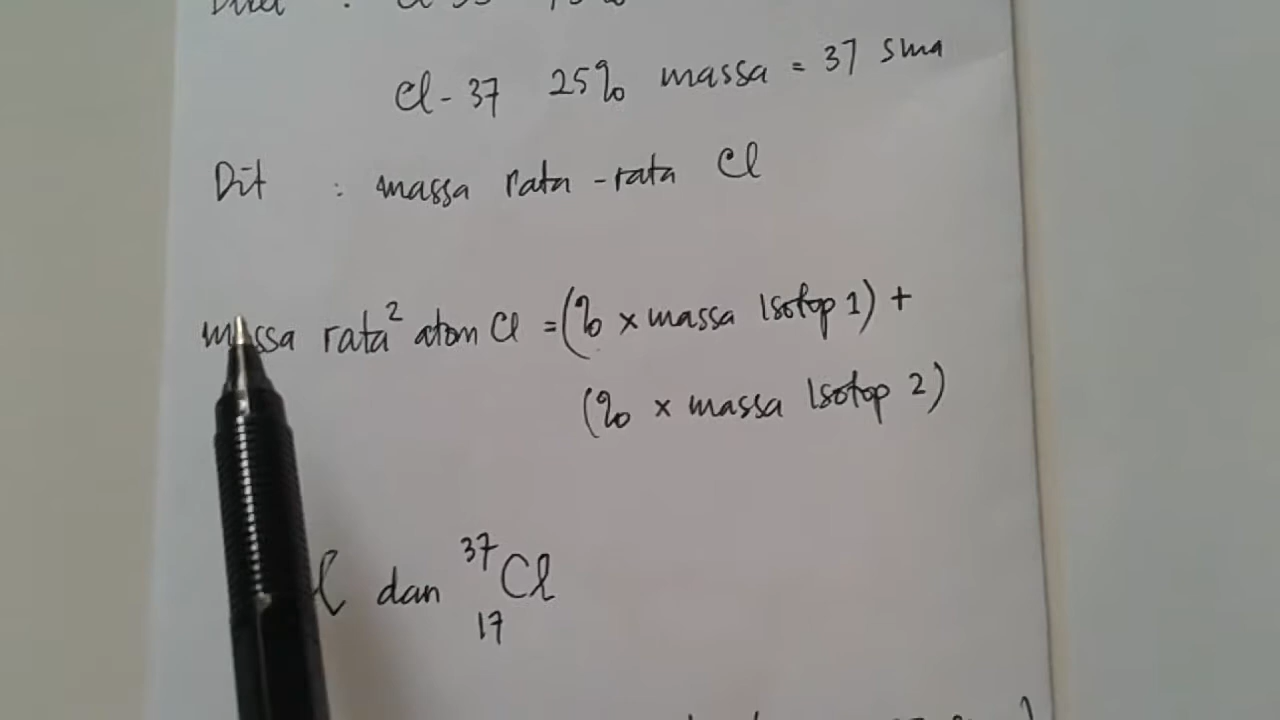 Cl - 37 25% massa = 37 sma
Dit : massa rata - rata Cl
massa rata² atom Cl = (% x massa Isotop 1) +
(% x massa Isotop 2)
dan ³⁷₁₇Cl